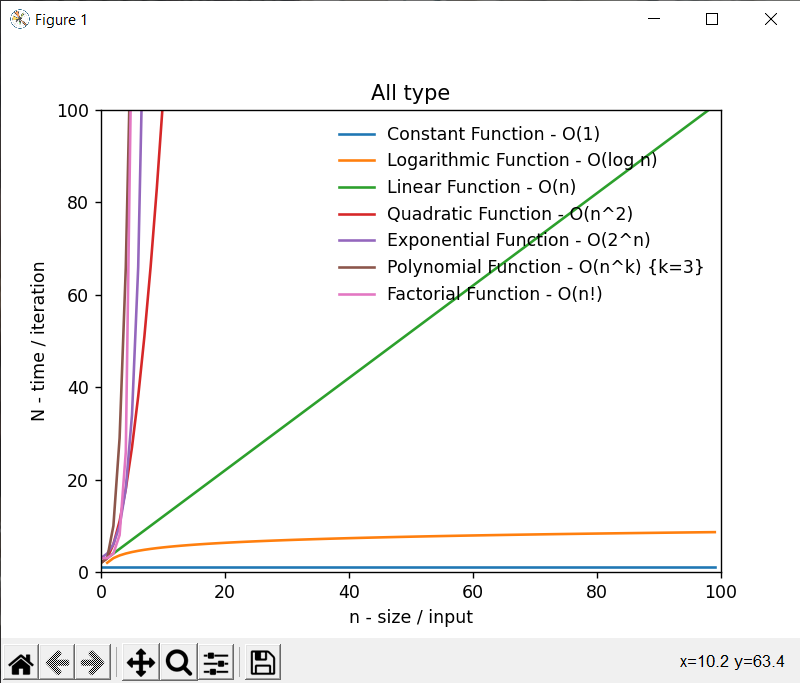 Figure 1
All type
100
80
60
40
20
0
N - time / iteration
Constant Function - O(1)
Logarithmic Function - O(log n)
Linear Function - O(n)
Quadratic Function - O(n^2)
Exponential Function - O(2^n)
Polynomial Function - O(n^k) {k=3}
Factorial Function - O(n!)
0 20 40 60 80 100
n - size / input
x=10.2 y=63.4